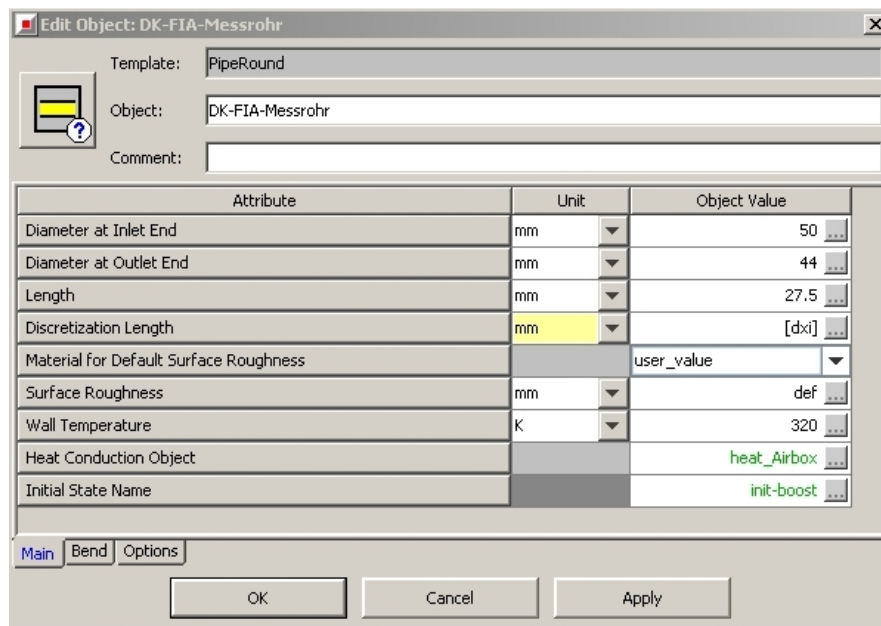 Edit Object: DK-FIA-Messrohr
Template: PipeRound
Object: DK-FIA-Messrohr
Comment:
Attribute Unit Object Value
Diameter at Inlet End mm 50 ...
Diameter at Outlet End mm 44 ...
Length mm 27.5 ...
Discretization Length mm [dxi] ...
Material for Default Surface Roughness user_value
Surface Roughness mm def ...
Wall Temperature K 320 ...
Heat Conduction Object heat_Airbox ...
Initial State Name init-boost ...
Main Bend Options
OK Cancel Apply